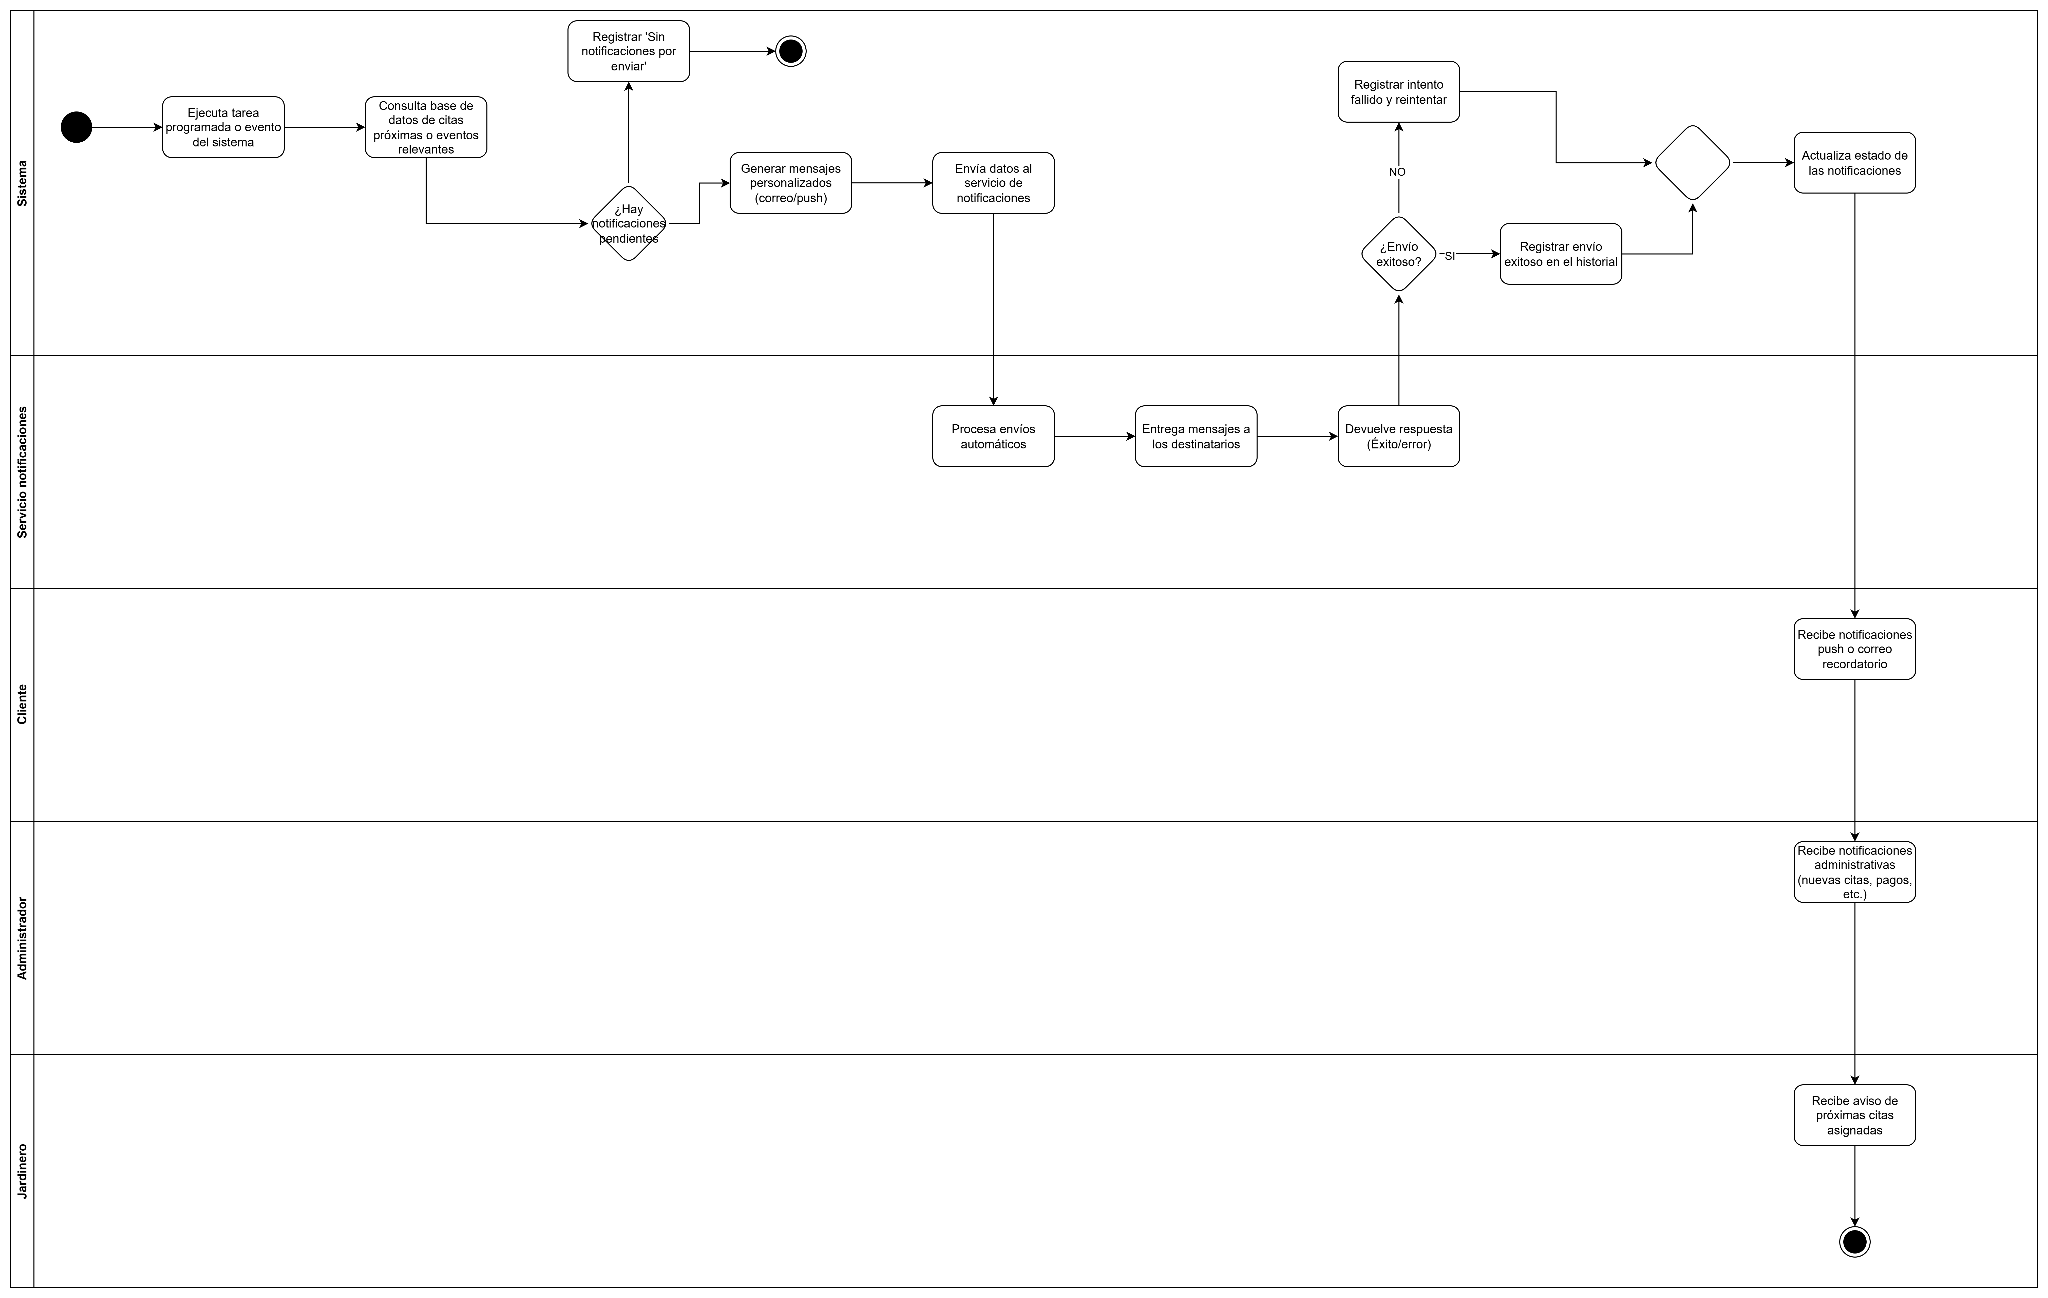 Sistema
Ejecuta tarea
programada o evento
del sistema
Consulta base de
datos de citas
próximas o eventos
relevantes
Registrar 'Sin
notificaciones por
enviar'
¿Hay
notificaciones
pendientes
Generar mensajes
personalizados
(correo/push)
Envía datos al
servicio de
notificaciones
Registrar intento
fallido y reintentar
NO
¿Envío
exitoso?
SI
Registrar envío
exitoso en el historial
Actualiza estado de
las notificaciones
Servicio notificaciones
Procesa envíos
automáticos
Entrega mensajes a
los destinatarios
Devuelve respuesta
(Éxito/error)
Cliente
Recibe notificaciones
push o correo
recordatorio
Administrador
Recibe notificaciones
administrativas
(nuevas citas, pagos,
etc.)
Jardinero
Recibe aviso de
próximas citas
asignadas